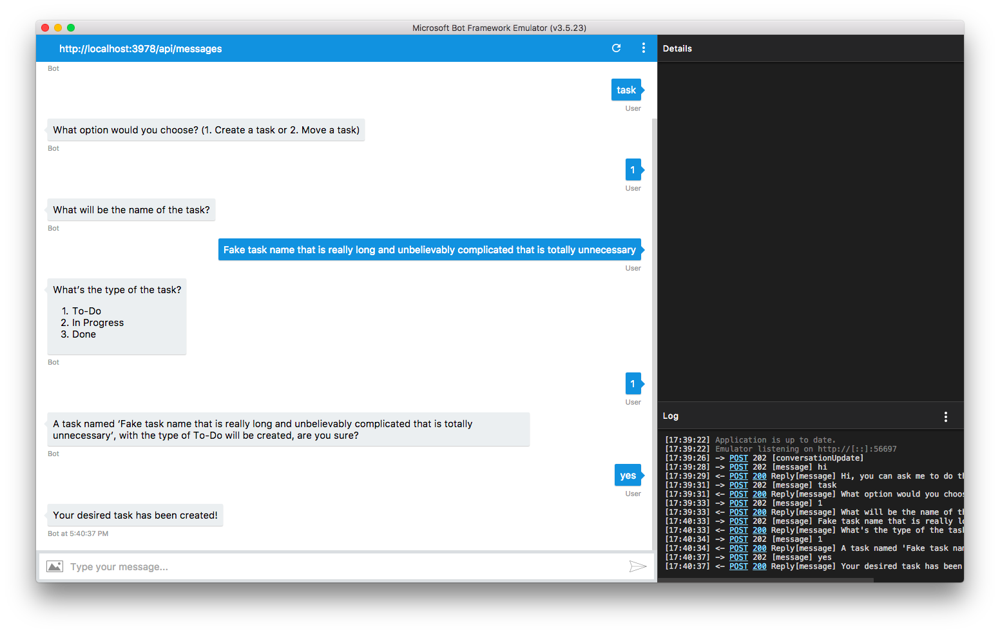 Microsoft Bot Framework Emulator (v3.5.23)
http://localhost:3978/api/messages
Bot
task
User
What option would you choose? (1. Create a task or 2. Move a task)
Bot
1
User
What will be the name of the task?
Bot
Fake task name that is really long and unbelievably complicated that is totally unnecessary
User
What’s the type of the task?
1. To-Do
2. In Progress
3. Done
Bot
1
User
A task named ‘Fake task name that is really long and unbelievably complicated that is totally
unnecessary’, with the type of To-Do will be created, are you sure?
Bot
yes
User
Your desired task has been created!
Bot at 5:40:37 PM
Type your message...
Details
Log
[17:39:22] Application is up to date.
[17:39:22] Emulator listening on http://[::]:56697
[17:39:26] -> POST 202 [conversationUpdate]
[17:39:28] -> POST 202 [message] hi
[17:39:29] <- POST 200 Reply[message] Hi, you can ask me to do
[17:39:31] -> POST 202 [message] task
[17:39:31] <- POST 200 Reply[message] What option would you
[17:39:33] -> POST 202 [message] 1
[17:39:33] <- POST 200 Reply[message] What will be the name of
[17:40:33] -> POST 202 [message] Fake task name that is really
[17:40:33] <- POST 200 Reply[message] What's the type of the
[17:40:34] -> POST 202 [message] 1
[17:40:34] <- POST 200 Reply[message] A task named 'Fake task
[17:40:37] -> POST 202 [message] yes
[17:40:37] <- POST 200 Reply[message] Your desired task has been